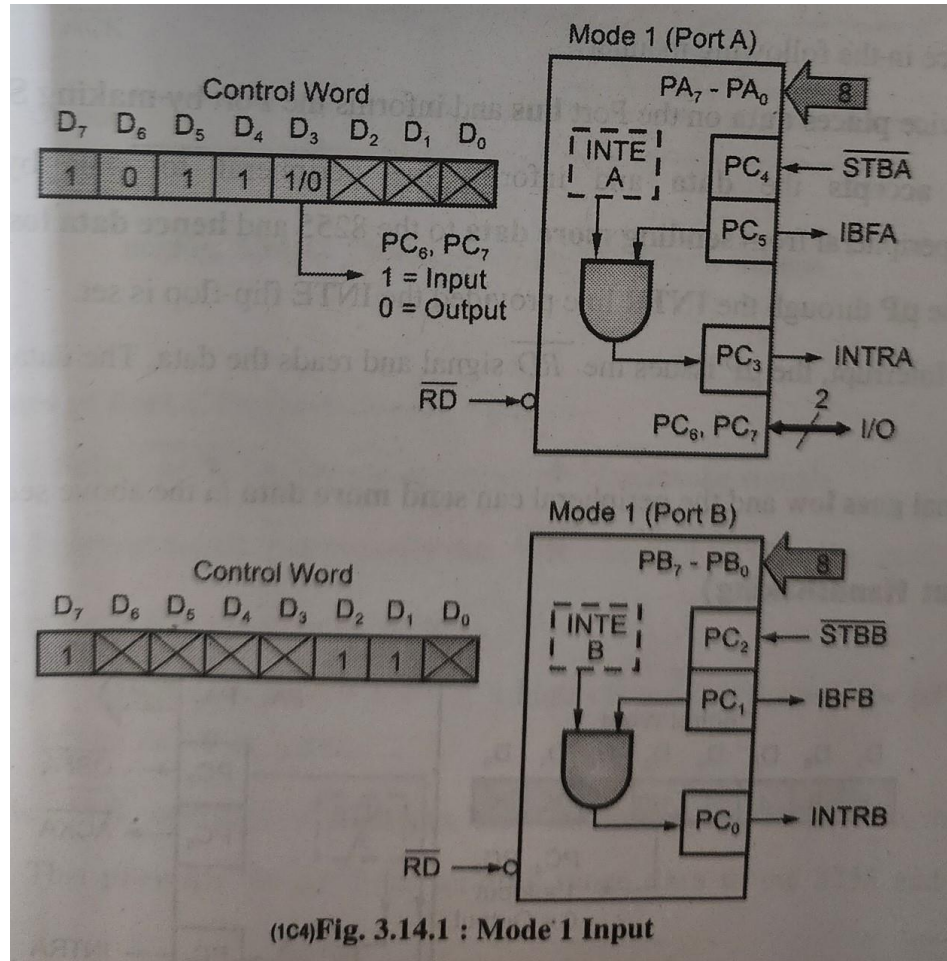 Mode 1 (Port A)
Control Word
D₇ D₆ D₅ D₄ D₃ D₂ D₁ D₀
1 0 1 1 1/0
PC₆, PC₇
1 = Input
0 = Output
PA₇ - PA₀
8
INTE
A
PC₄
STBA
PC₅
IBFA
PC₃
INTRA
RD
PC₆, PC₇
2
I/O
Mode 1 (Port B)
Control Word
D₇ D₆ D₅ D₄ D₃ D₂ D₁ D₀
1 1 1
PB₇ - PB₀
8
INTE
B
PC₂
STBB
PC₁
IBFB
PC₀
INTRB
RD
(1C4)Fig. 3.14.1 : Mode 1 Input